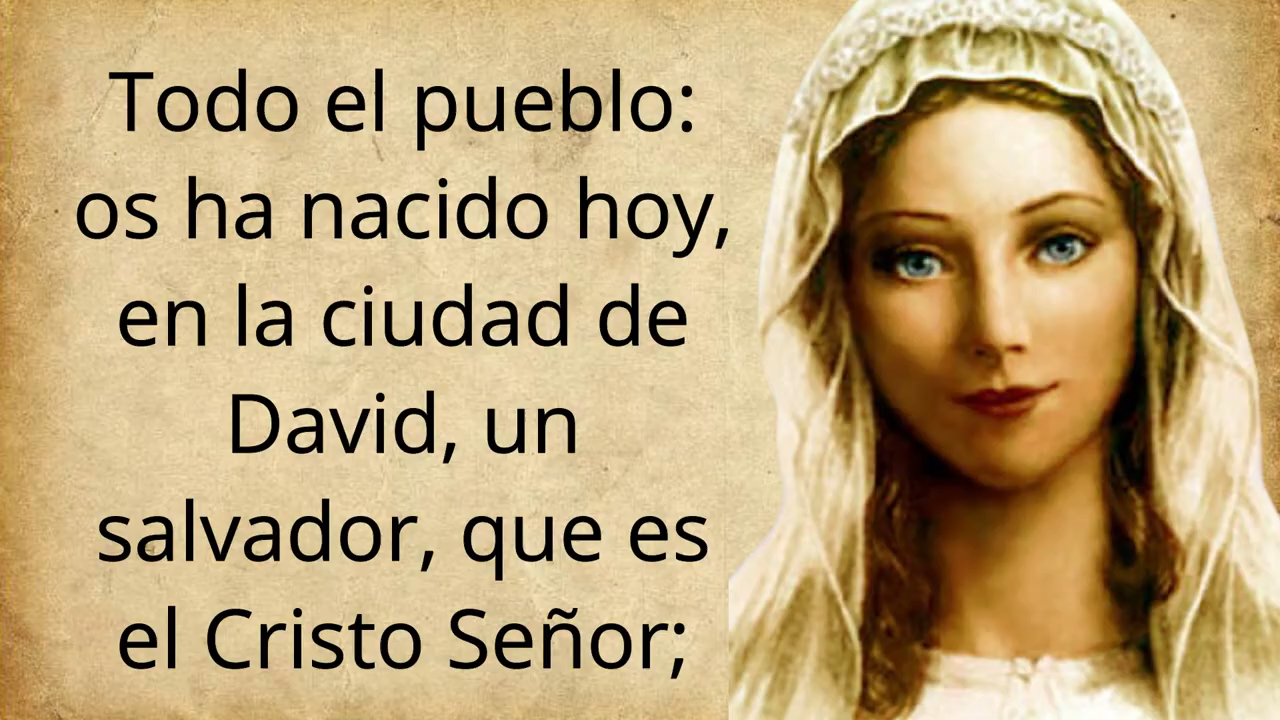 Todo el pueblo:
os ha nacido hoy,
en la ciudad de
David, un
salvador, que es
el Cristo Señor;